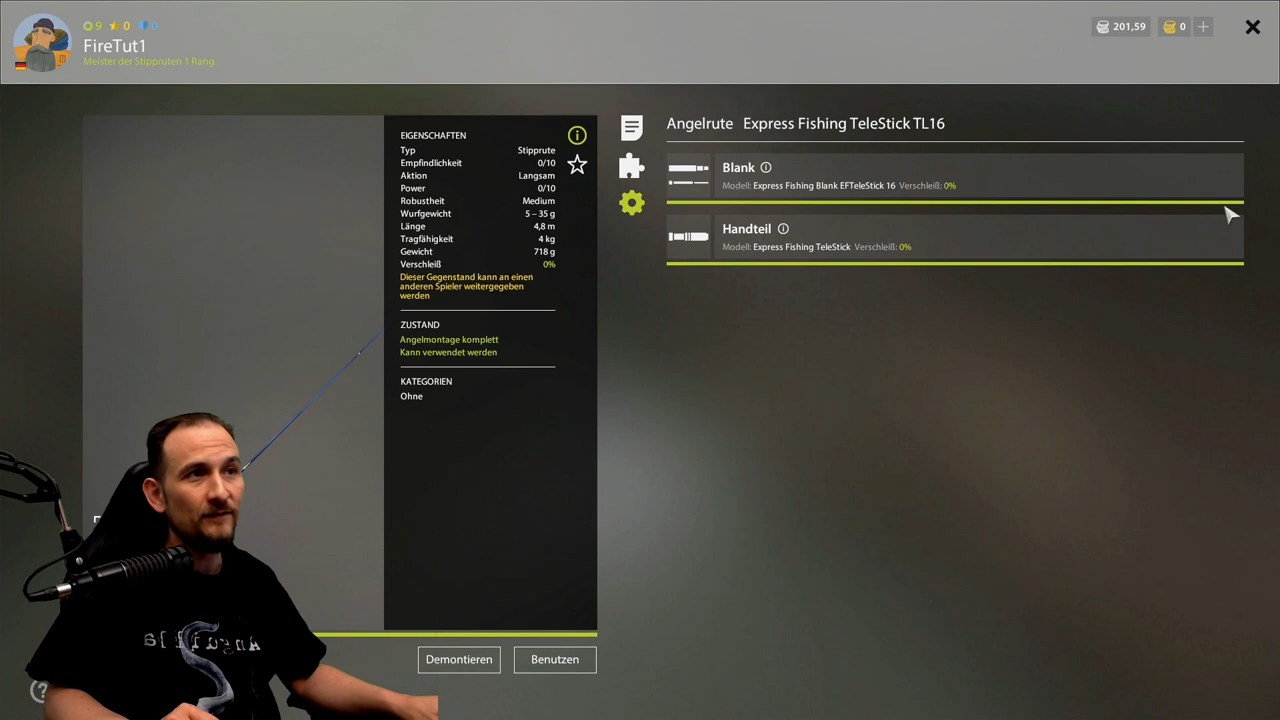 9 0 0
FireTut1
Meister der Stippruten 1 Rang
201,59 0
EIGENSCHAFTEN
Typ Stipprute
Empfindlichkeit 0/10
Aktion Langsam
Power 0/10
Robustheit Medium
Wurfgewicht 5 – 35 g
Länge 4,8 m
Tragfähigkeit 4 kg
Gewicht 718 g
Verschleiß 0%
Dieser Gegenstand kann an einen
anderen Spieler weitergegeben
werden
ZUSTAND
Angelmontage komplett
Kann verwendet werden
KATEGORIEN
Ohne
Demontieren Benutzen
Angelrute Express Fishing TeleStick TL16
Blank
Modell: Express Fishing Blank EFTeleStick 16 Verschleiß: 0%
Handteil
Modell: Express Fishing TeleStick Verschleiß: 0%